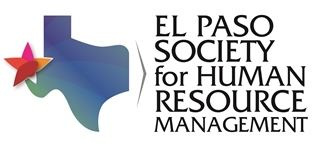 EL PASO
SOCIETY
for HUMAN
RESOURCE
MANAGEMENT